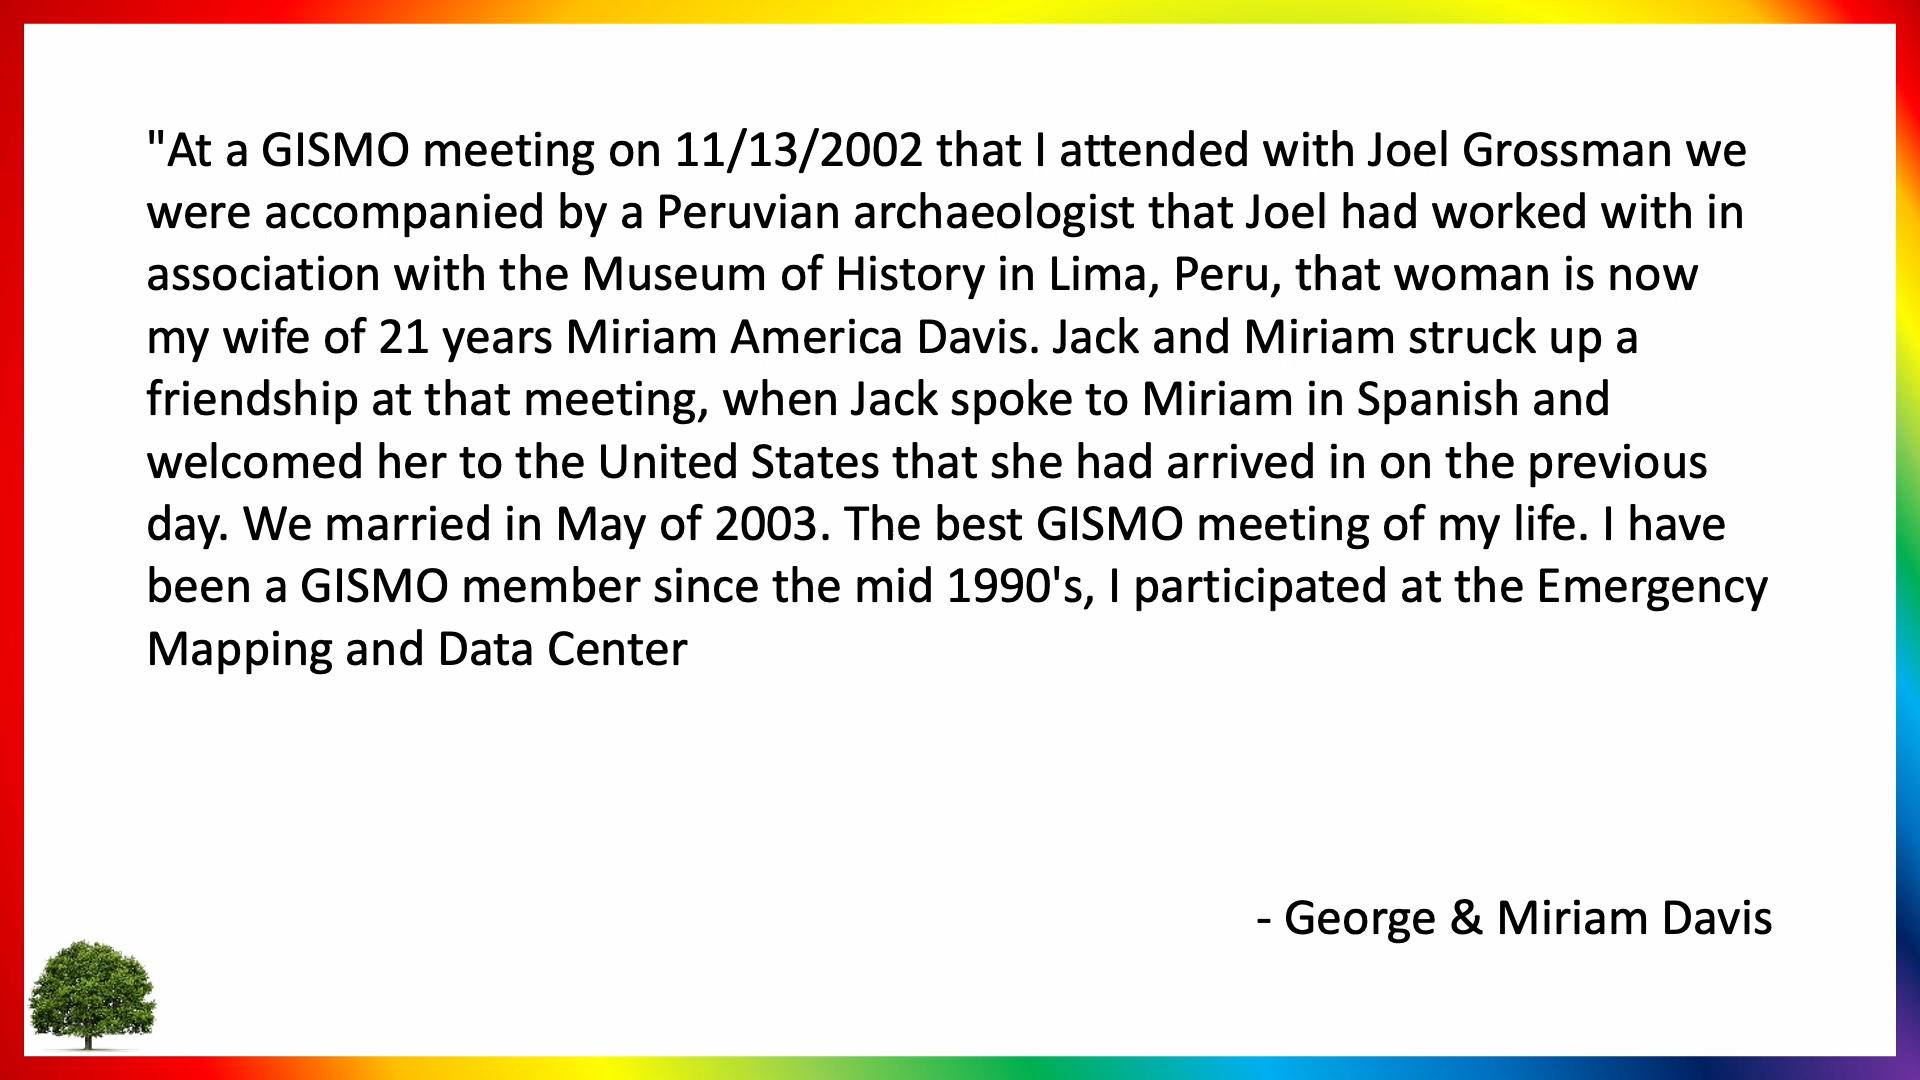 "At a GISMO meeting on 11/13/2002 that I attended with Joel Grossman we
were accompanied by a Peruvian archaeologist that Joel had worked with in
association with the Museum of History in Lima, Peru, that woman is now
my wife of 21 years Miriam America Davis. Jack and Miriam struck up a
friendship at that meeting, when Jack spoke to Miriam in Spanish and
welcomed her to the United States that she had arrived in on the previous
day. We married in May of 2003. The best GISMO meeting of my life. I have
been a GISMO member since the mid 1990's, I participated at the Emergency
Mapping and Data Center
- George & Miriam Davis